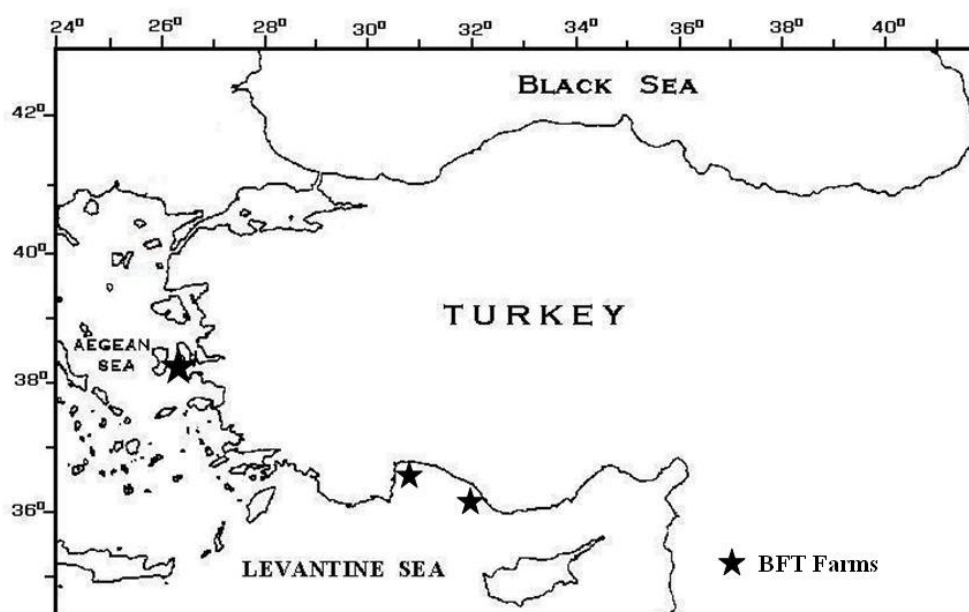 24⁰ 26⁰ 28⁰ 30⁰ 32⁰ 34⁰ 36⁰ 38⁰ 40⁰
BLACK SEA
42⁰
40⁰
TURKEY
AEGEAN
SEA
38⁰
36⁰
LEVANTINE SEA
BFT Farms